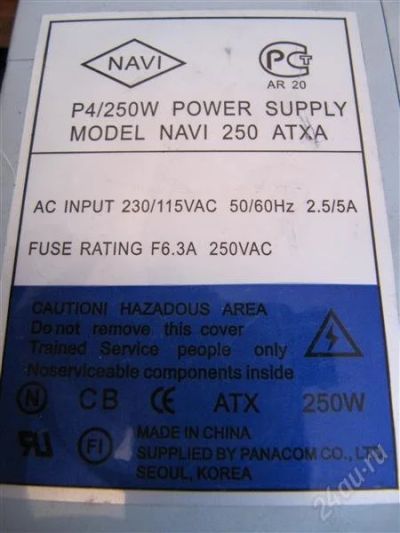 NAVI
PCT
AR 20
P4/250W POWER SUPPLY
MODEL NAVI 250 ATXA
AC INPUT 230/115VAC 50/60Hz 2.5/5A
FUSE RATING F6.3A 250VAC
CAUTIONI HAZADOUS AREA
Do not remove this cover
Trained Service people only
Noserviceable components inside
N CB CE ATX 250W
MADE IN CHINA
FI SUPPLIED BY PANACOM CO., LTD
SEOUL, KOREA
24au.ru